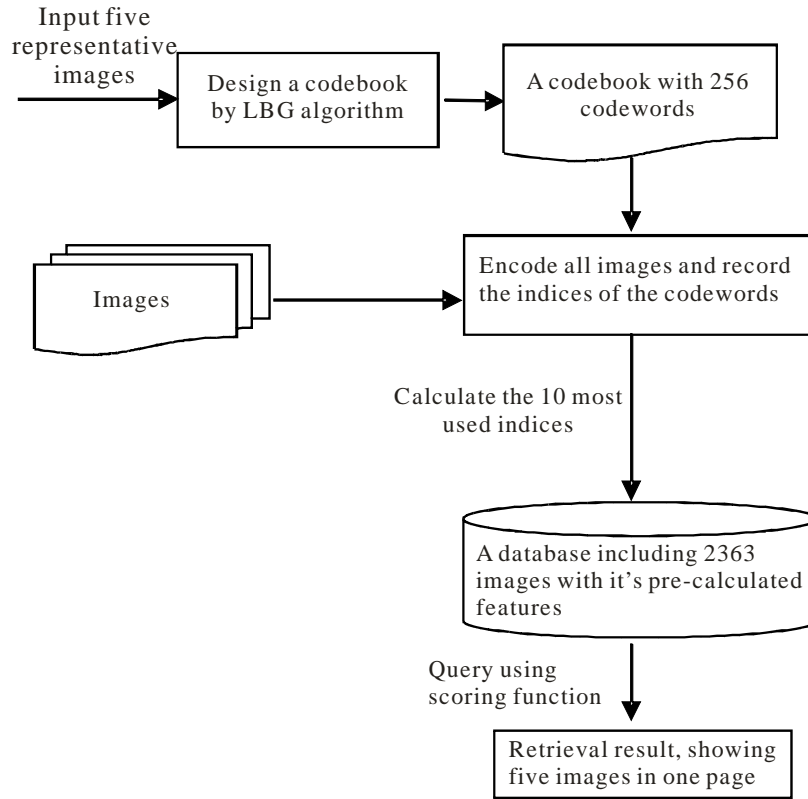 Input five
representative
images
Design a codebook
by LBG algorithm
A codebook with 256
codewords
Encode all images and record
the indices of the codewords
Images
Calculate the 10 most
used indices
A database including 2363
images with it's pre-calculated
features
Query using
scoring function
Retrieval result, showing
five images in one page